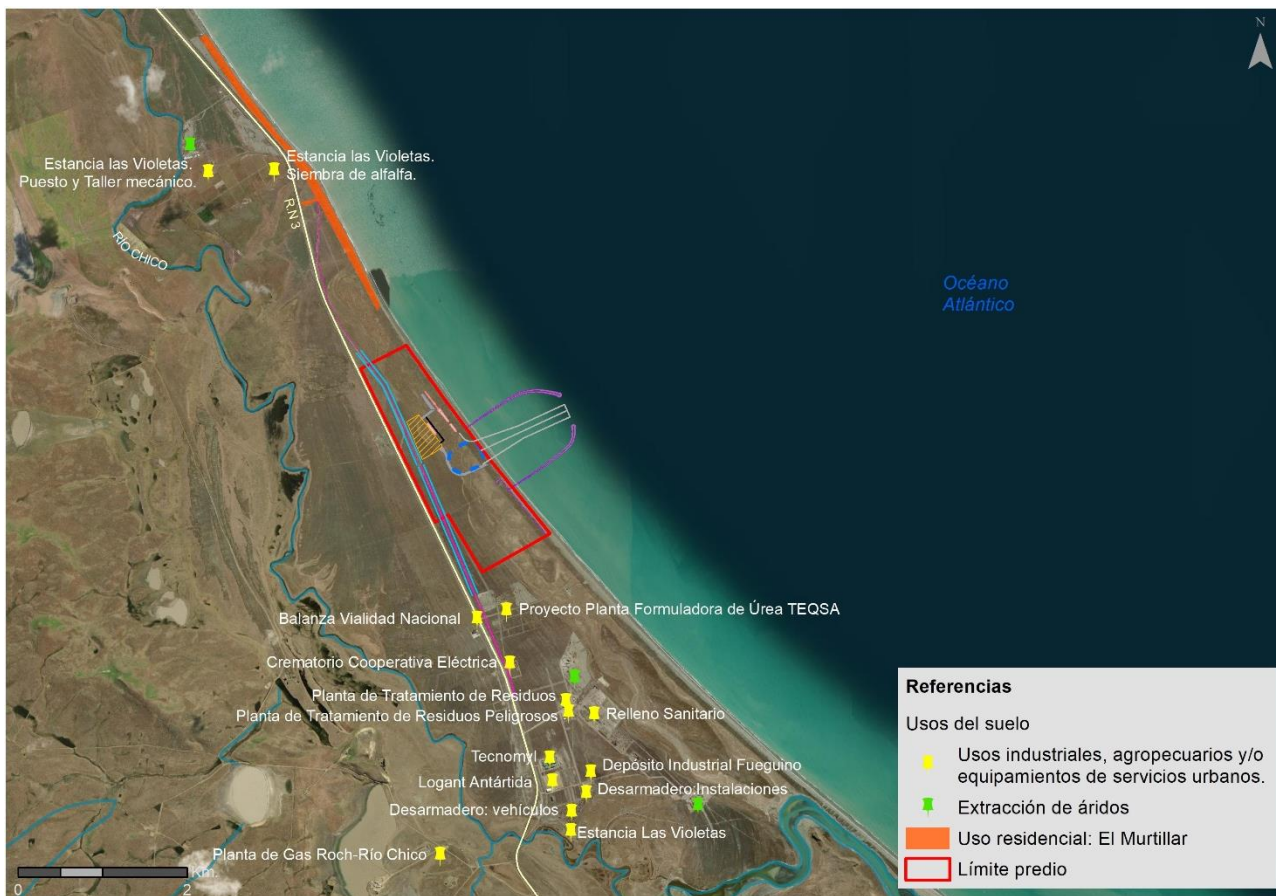 N
Estancia las Violetas.
Puesto y Taller mecánico.
Estancia las Violetas.
Siembra de alfalfa.
R.N 3
RÍO CHICO
Océano
Atlántico
Proyecto Planta Formuladora de Úrea TEQSA
Balanza Vialidad Nacional
Crematorio Cooperativa Eléctrica
Planta de Tratamiento de Residuos
Planta de Tratamiento de Residuos Peligrosos
Relleno Sanitario
Tecnomyl
Depósito Industrial Fueguino
Logant Antártida
Desarmadero:Instalaciones
Desarmadero: vehículos
Estancia Las Violetas
Planta de Gas Roch-Río Chico
Km.
0 2
Referencias
Usos del suelo
Usos industriales, agropecuarios y/o
equipamientos de servicios urbanos.
Extracción de áridos
Uso residencial: El Murtillar
Límite predio